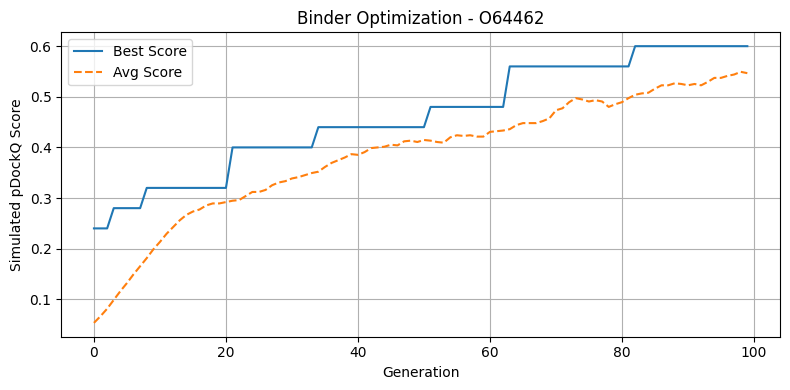 Binder Optimization - O64462
Best Score
Avg Score
Simulated pDockQ Score
0.6
0.5
0.4
0.3
0.2
0.1
0 20 40 60 80 100
Generation